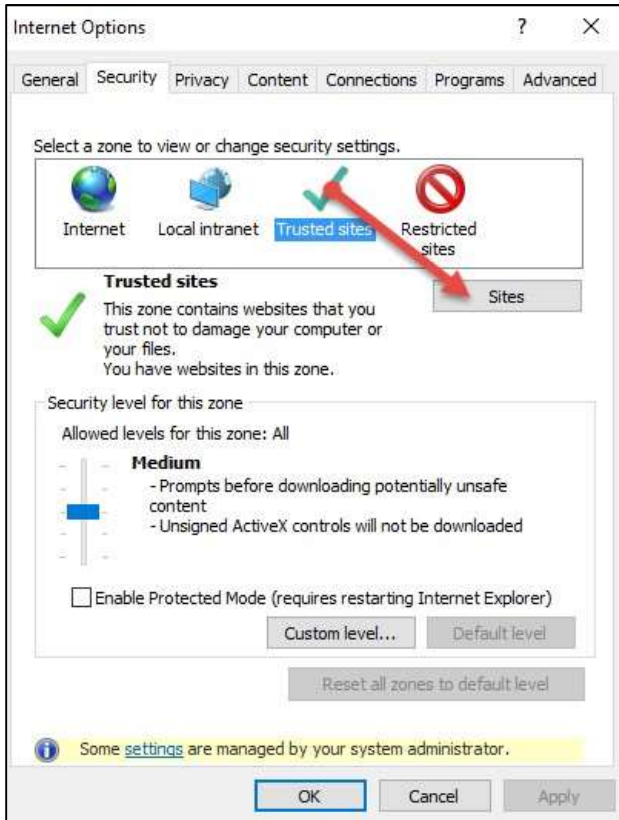 Internet Options
?
General Security Privacy Content Connections Programs Advanced
Select a zone to view or change security settings.
Internet
Local intranet
Trusted sites
Restricted
sites
Trusted sites
This zone contains websites that you
trust not to damage your computer or
your files.
You have websites in this zone.
Sites
Security level for this zone
Allowed levels for this zone: All
Medium
- Prompts before downloading potentially unsafe
content
- Unsigned ActiveX controls will not be downloaded
Enable Protected Mode (requires restarting Internet Explorer)
Custom level... Default level
Reset all zones to default level
Some settings are managed by your system administrator.
OK Cancel Apply